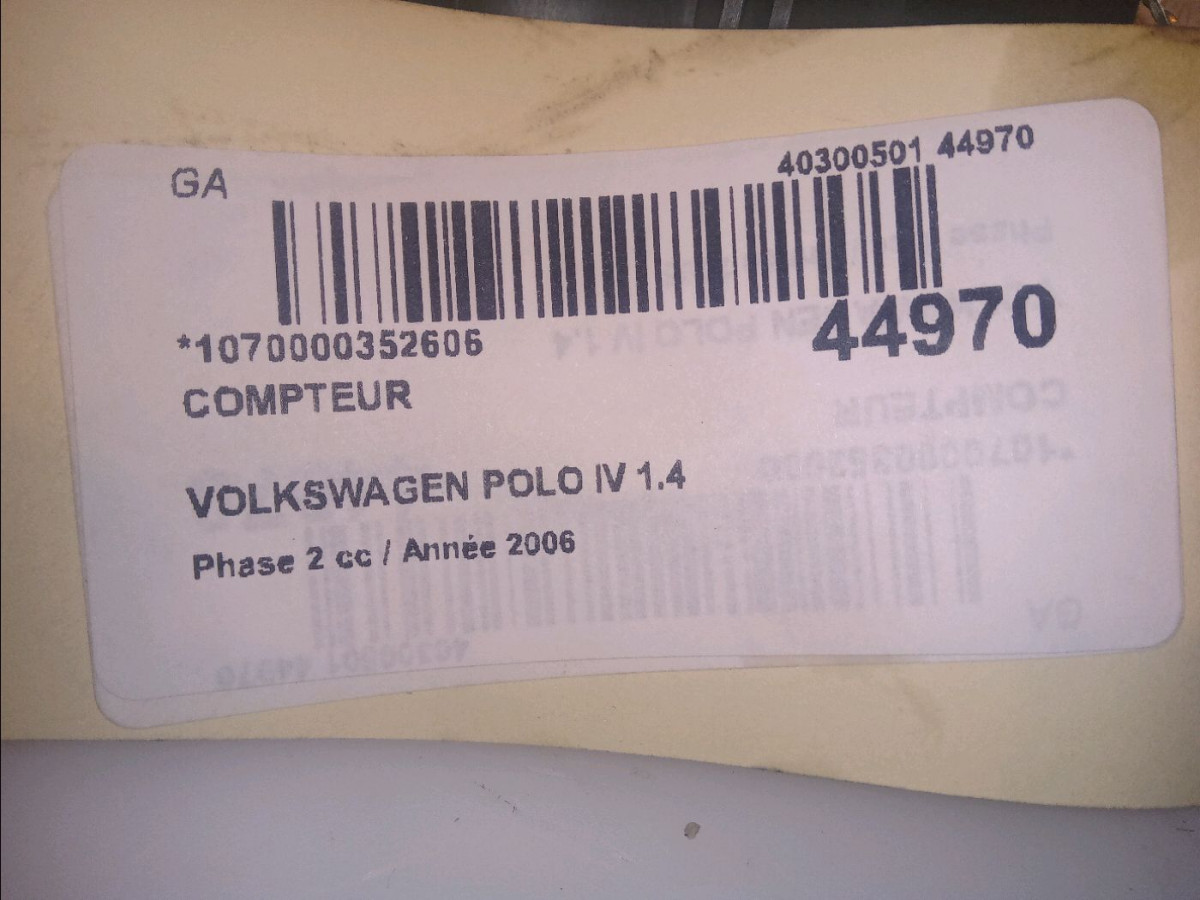 GA
40300501 44970
44970
*1070000352606
COMPTEUR
VOLKSWAGEN POLO IV 1.4
Phase 2 cc / Année 2006